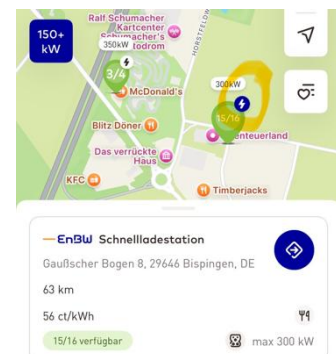 150+
kW
Ralf Schumacher
Kartcenter
Schumacher's
Motodrom
350kW
3/4
HORSTFELDW
McDonald's
300kW
15/16
Blitz Döner
enteuerland
Das verrückte
Haus
KFC
Timberjacks
EnBW Schnellladestation
Gaußscher Bogen 8, 29646 Bispingen, DE
63 km
56 ct/kWh
15/16 verfügbar
max 300 kW